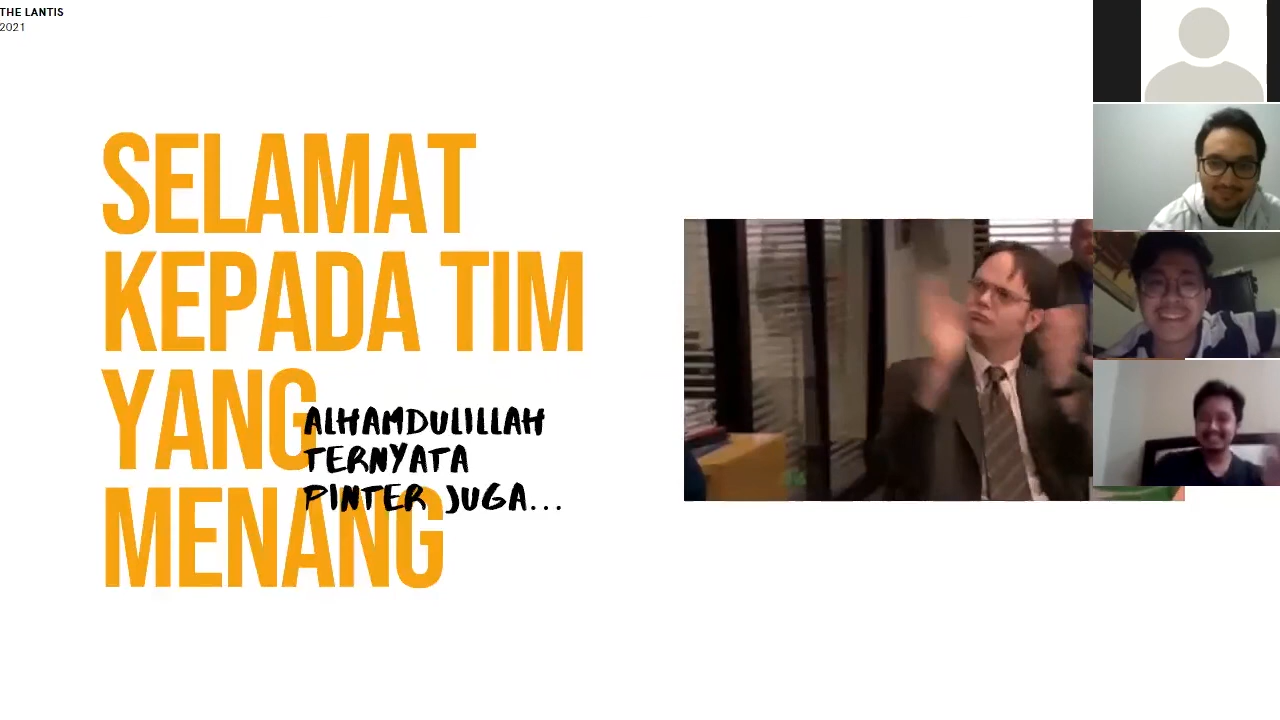 THE LANTIS
2021
SELAMAT
KEPADA TIM
YANG
MENANG
ALHAMDULILLAH
TERNYATA
PINTER JUGA...